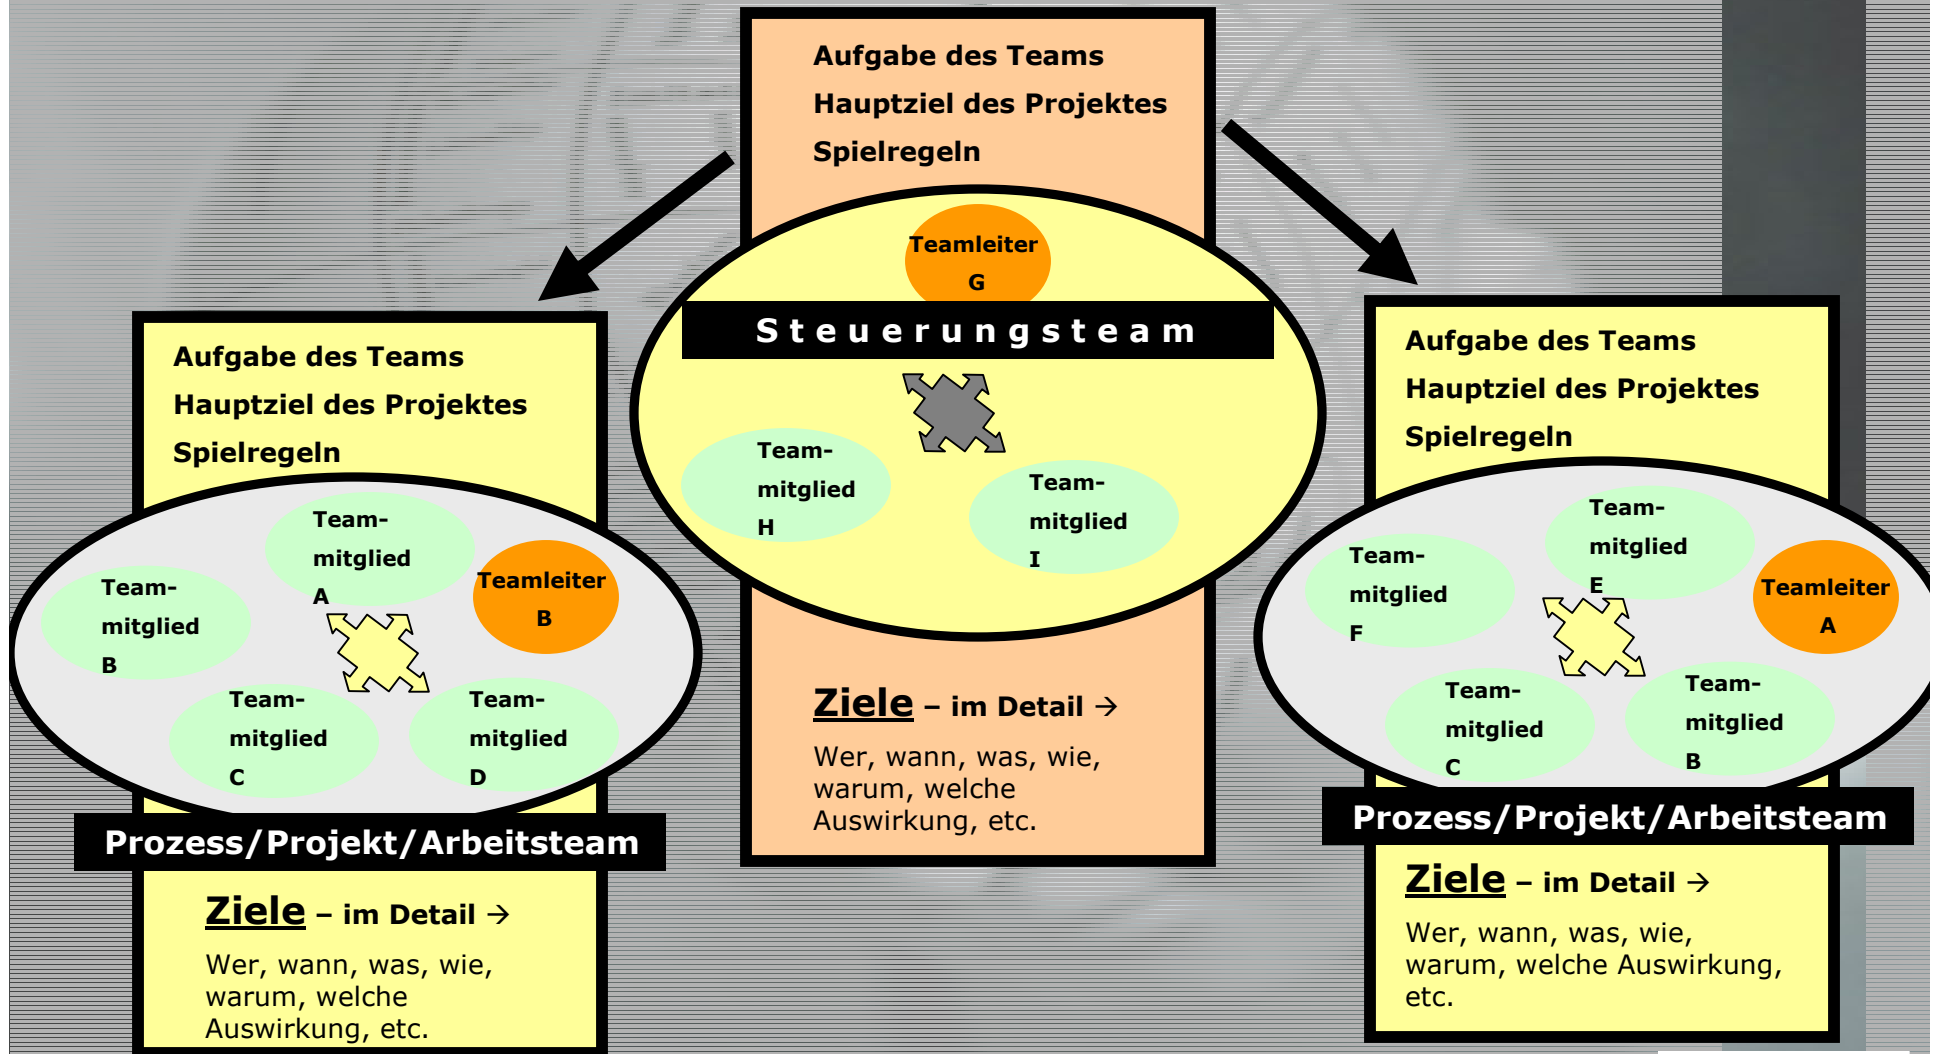 Aufgabe des Teams
Hauptziel des Projektes
Spielregeln
Teamleiter
G
Steuerungsteam
Team-
mitglied
H
Team-
mitglied
I
Ziele – im Detail →
Wer, wann, was, wie,
warum, welche
Auswirkung, etc.
Aufgabe des Teams
Hauptziel des Projektes
Spielregeln
Team-
mitglied
A
Teamleiter
B
Team-
mitglied
B
Team-
mitglied
C
Team-
mitglied
D
Prozess/Projekt/Arbeitsteam
Ziele – im Detail →
Wer, wann, was, wie,
warum, welche
Auswirkung, etc.
Aufgabe des Teams
Hauptziel des Projektes
Spielregeln
Team-
mitglied
E
Team-
mitglied
F
Teamleiter
A
Team-
mitglied
C
Team-
mitglied
B
Prozess/Projekt/Arbeitsteam
Ziele – im Detail →
Wer, wann, was, wie,
warum, welche Auswirkung,
etc.